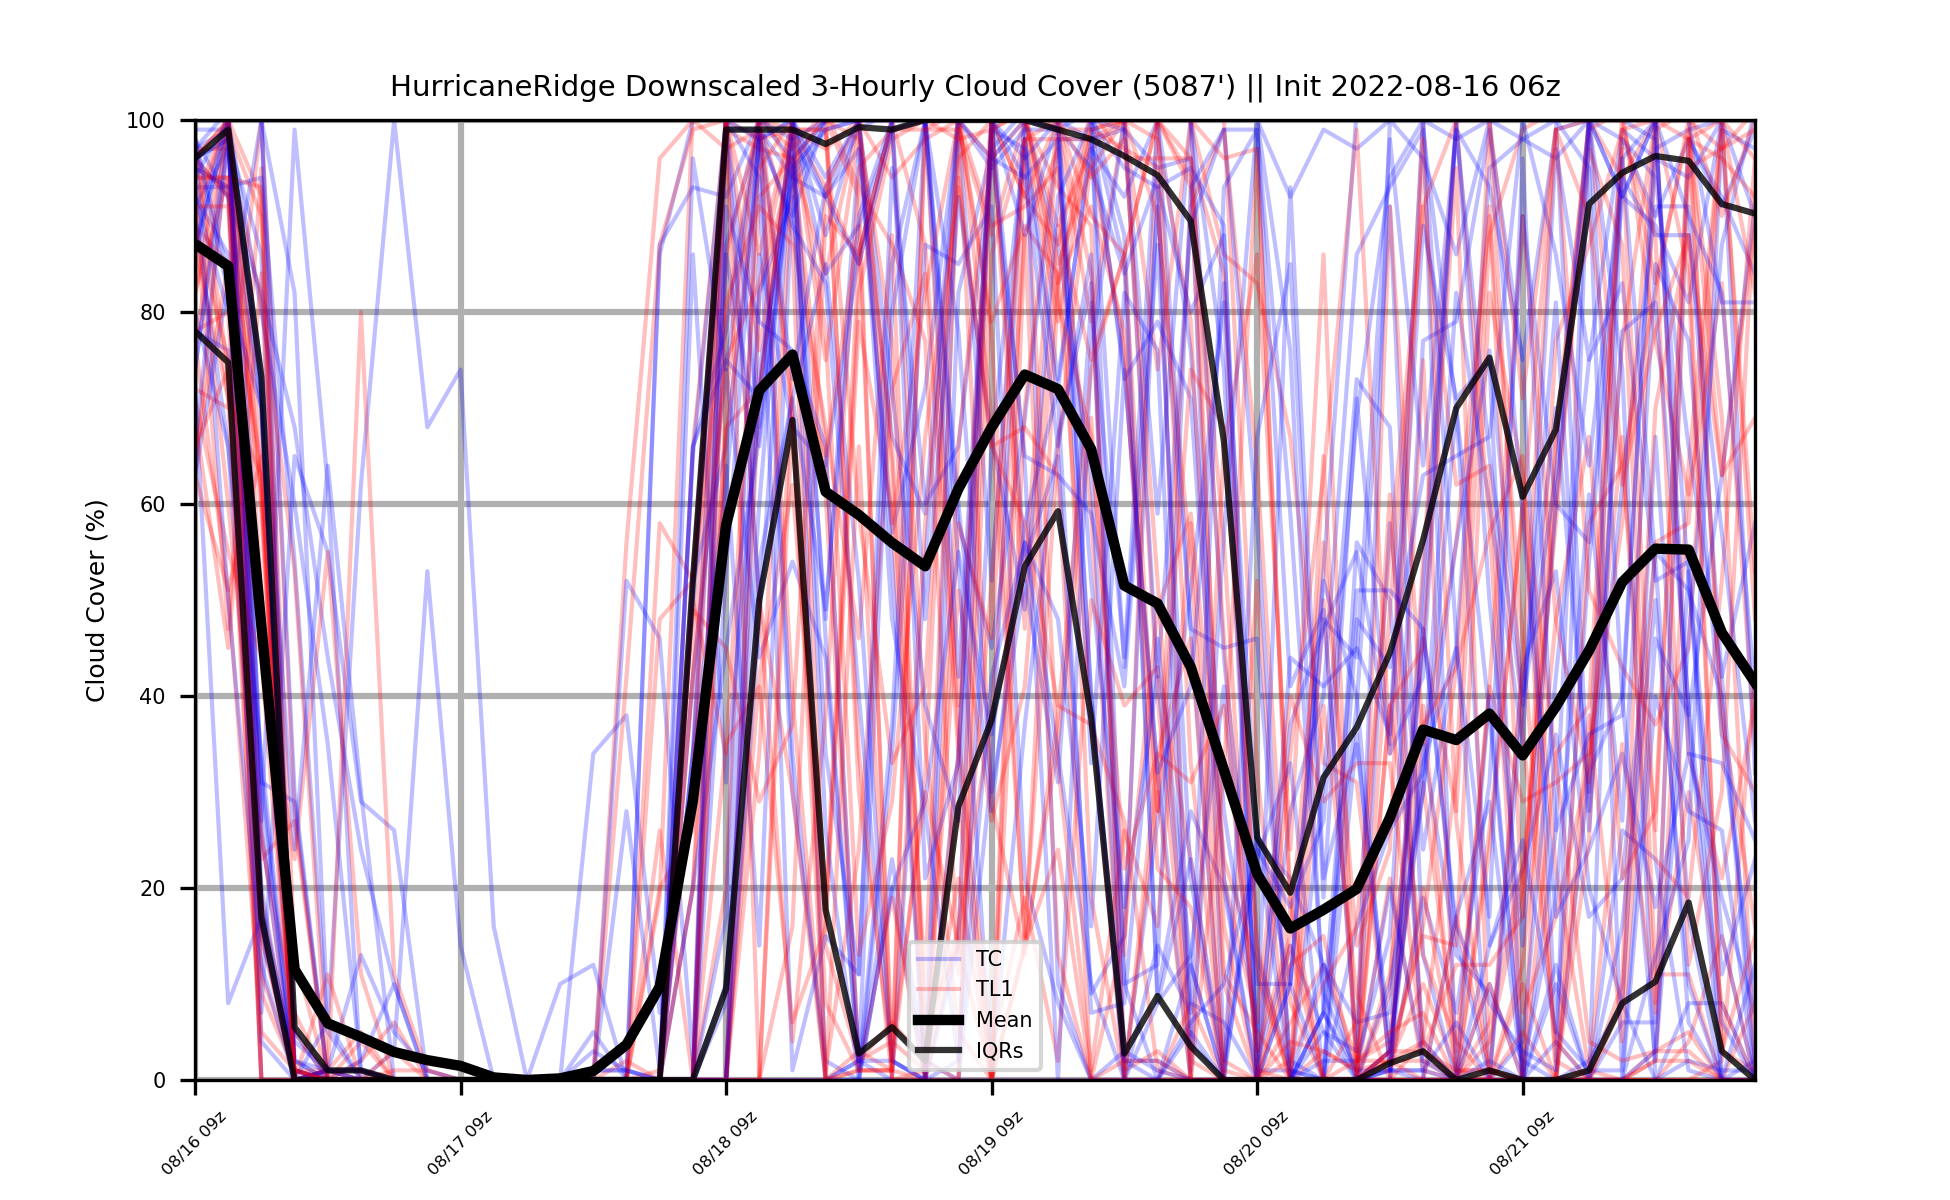 HurricaneRidge Downscaled 3-Hourly Cloud Cover (5087') || Init 2022-08-16 06z
Cloud Cover (%)
100
80
60
40
20
0
TC
TL1
Mean
IQRs
08/16 09z
08/17 09z
08/18 09z
08/19 09z
08/20 09z
08/21 09z